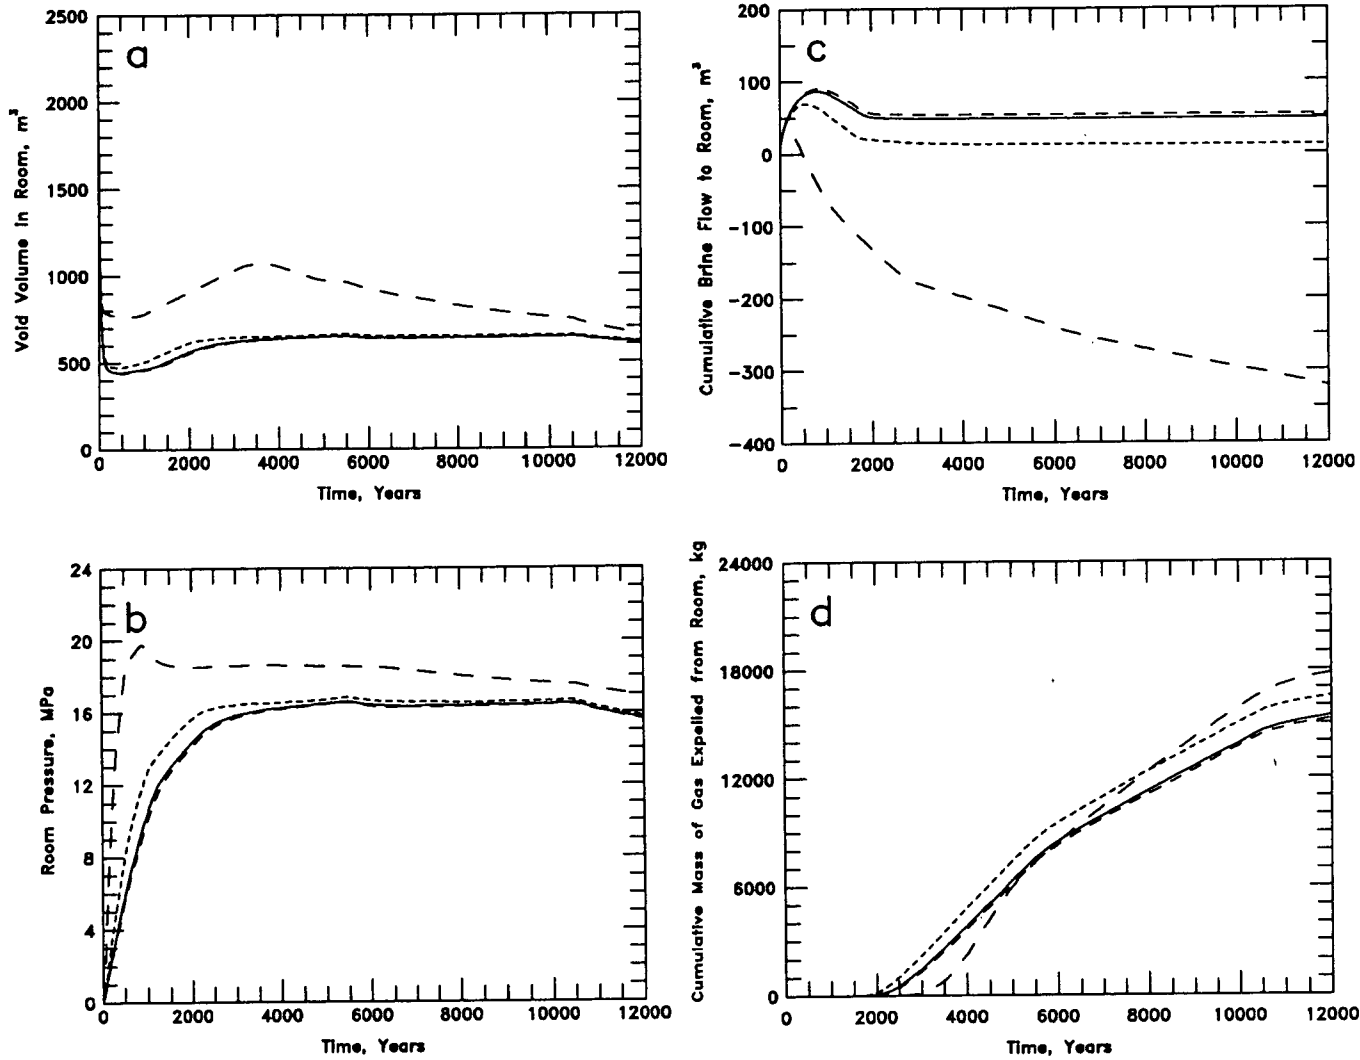 a
Void Volume in Room, m³
2500
2000
1500
1000
500
0
0 2000 4000 6000 8000 10000 12000
Time, Years
c
Cumulative Brine Flow to Room, m³
200
100
0
-100
-200
-300
-400
0 2000 4000 6000 8000 10000 12000
Time, Years
b
Room Pressure, MPa
24
20
16
12
8
4
0
0 2000 4000 6000 8000 10000 12000
Time, Years
d
Cumulative Mass of Gas Expelled from Room, kg
24000
18000
12000
6000
0
0 2000 4000 6000 8000 10000 12000
Time, Years